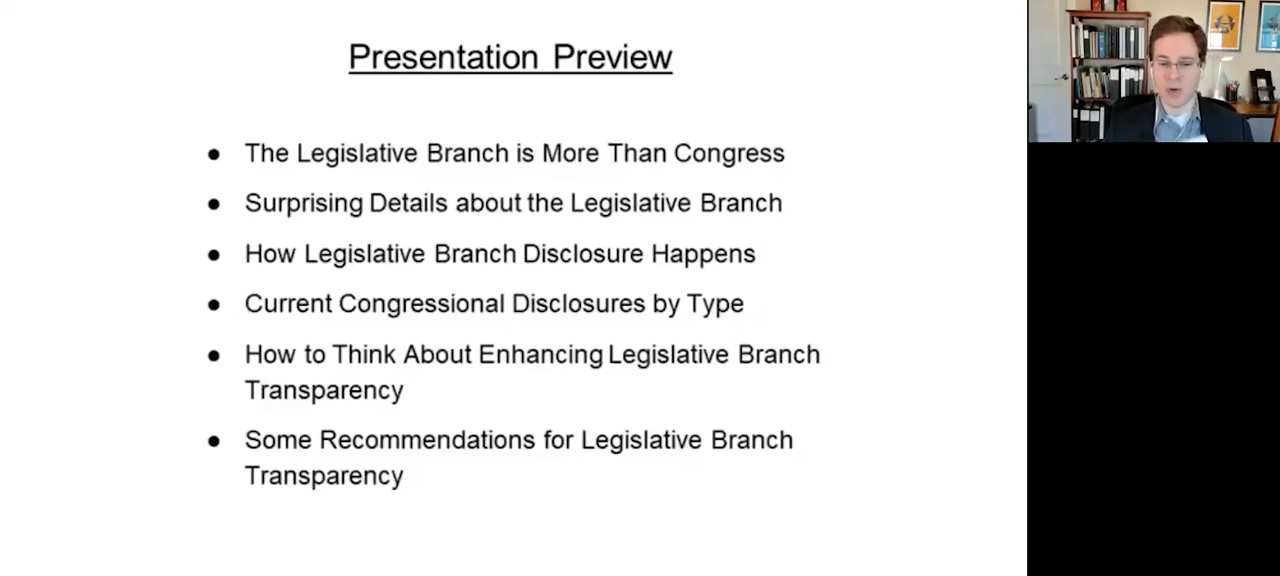 Presentation Preview
● The Legislative Branch is More Than Congress
● Surprising Details about the Legislative Branch
● How Legislative Branch Disclosure Happens
● Current Congressional Disclosures by Type
● How to Think About Enhancing Legislative Branch
Transparency
● Some Recommendations for Legislative Branch
Transparency